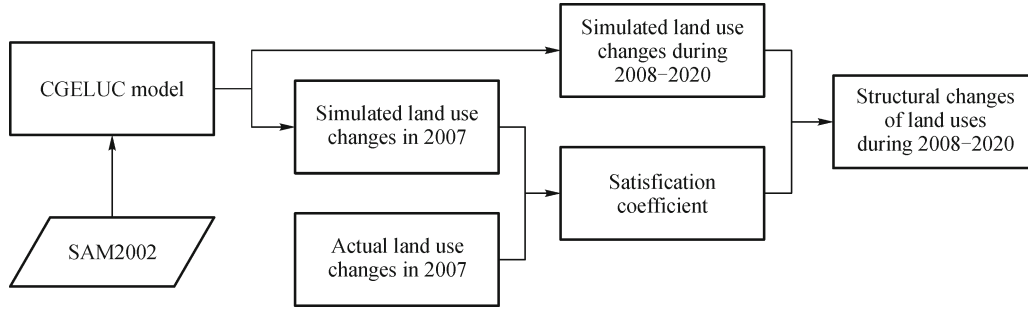 CGELUC model
SAM2002
Simulated land use
changes in 2007
Actual land use
changes in 2007
Simulated land use
changes during
2008−2020
Satisfication
coefficient
Structural changes
of land uses
during 2008−2020